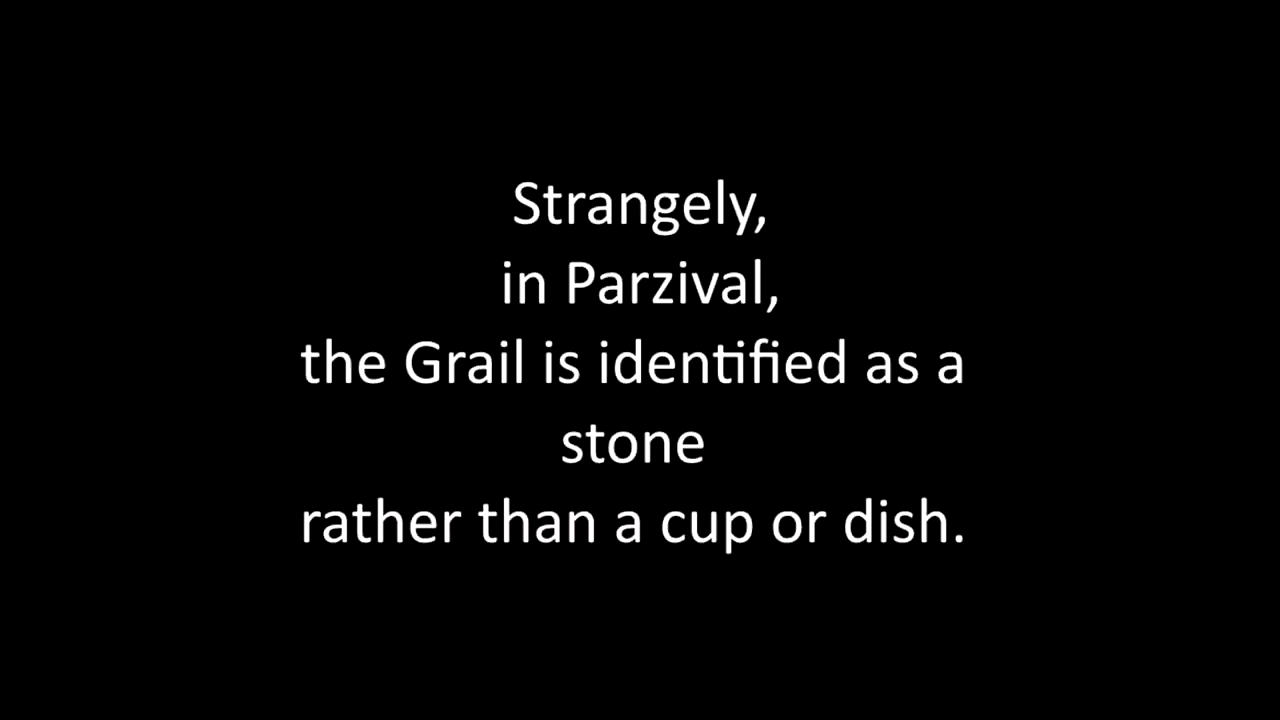 Strangely,
in Parzival,
the Grail is identified as a
stone
rather than a cup or dish.